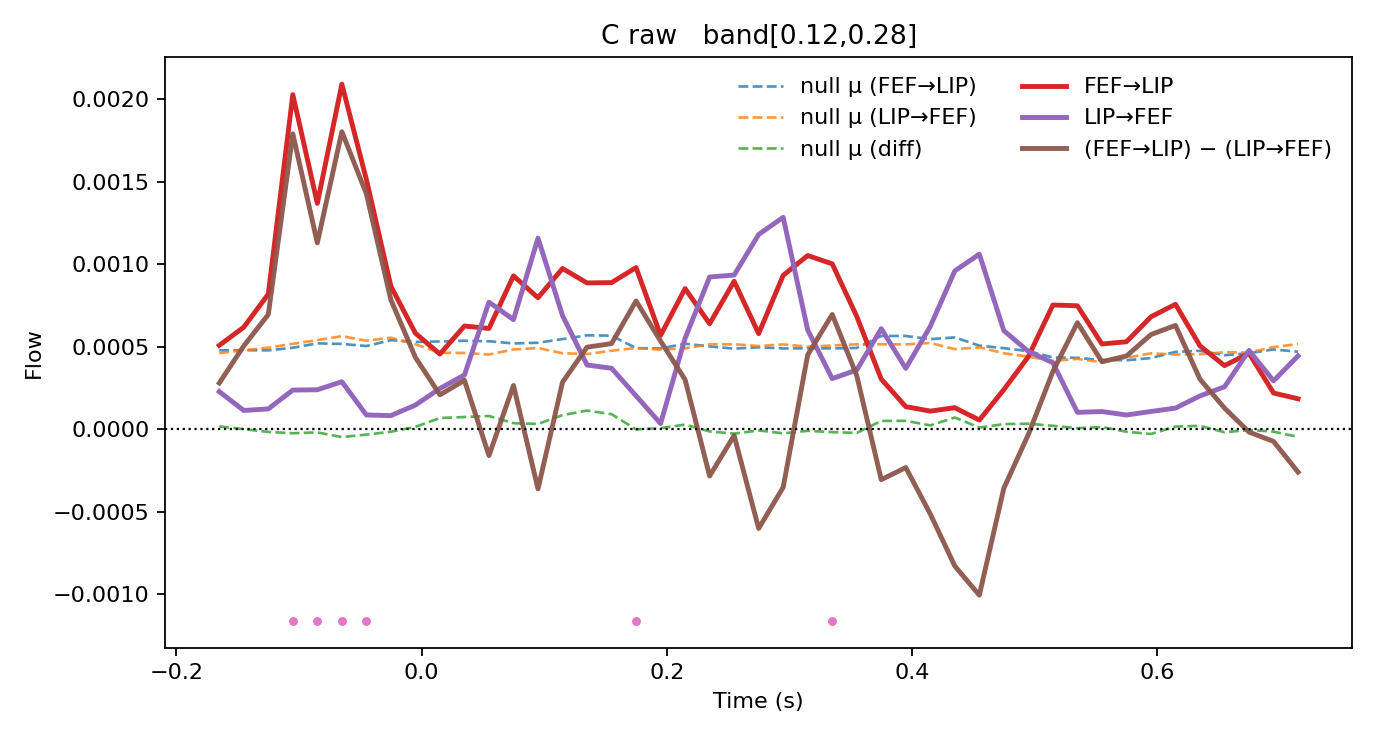 C raw   band[0.12,0.28]
null μ (FEF→LIP)
null μ (LIP→FEF)
null μ (diff)
FEF→LIP
LIP→FEF
(FEF→LIP) − (LIP→FEF)
Flow
0.0020
0.0015
0.0010
0.0005
0.0000
−0.0005
−0.0010
−0.2
0.0
0.2
0.4
0.6
Time (s)